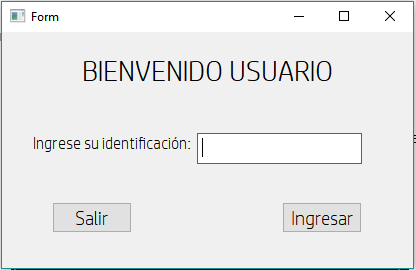 Form
BIENVENIDO USUARIO
Ingrese su identificación:
Salir
Ingresar